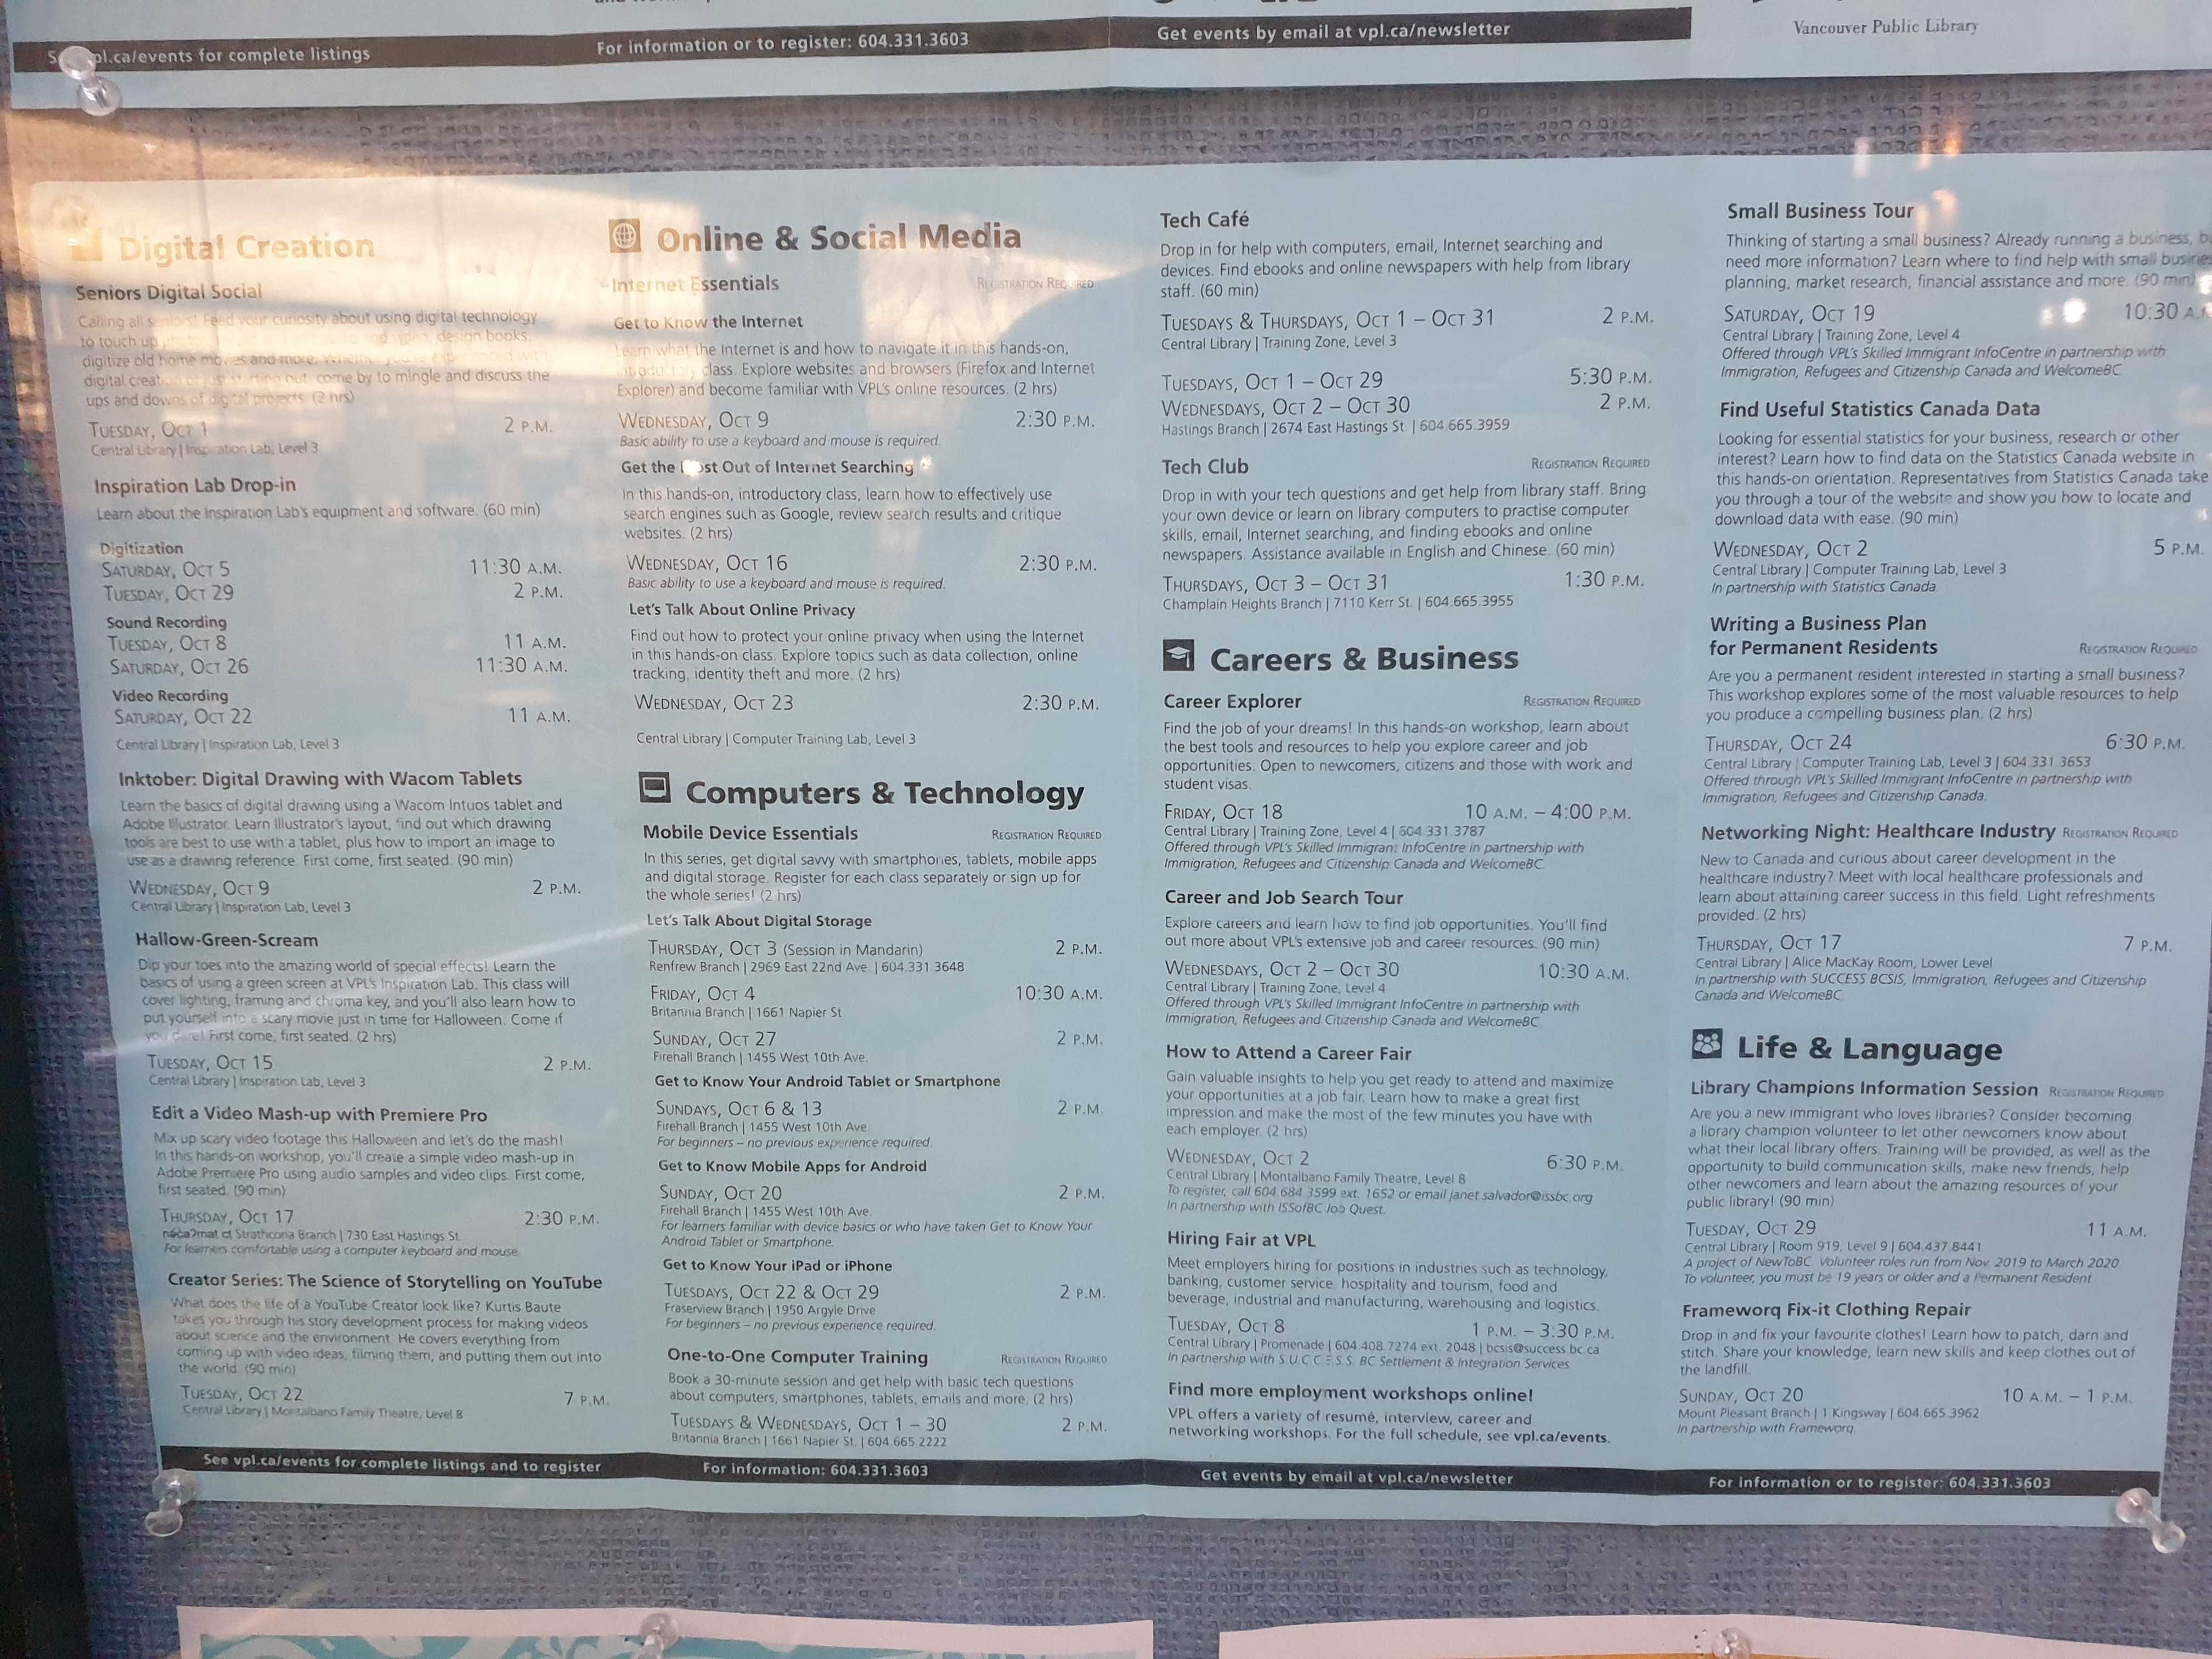 vpl.ca/events for complete listings
For information or to register: 604.331.3603
Get events by email at vpl.ca/newsletter
Vancouver Public Library
Digital Creation
Seniors Digital Social
Calling all seniors! Feed your curiosity about using digital technology
to touch up design books,
digitize old home movies and more.
digital creation or just starting out, come by to mingle and discuss the
ups and downs of digital projects. (2 hrs)
TUESDAY, OCT 1 2 P.M.
Central Library | Inspiration Lab, Level 3
Inspiration Lab Drop-in
Learn about the Inspiration Lab's equipment and software. (60 min)
Digitization
SATURDAY, OCT 5 11:30 A.M.
TUESDAY, OCT 29 2 P.M.
Sound Recording
TUESDAY, OCT 8 11 A.M.
SATURDAY, OCT 26 11:30 A.M.
Video Recording
SATURDAY, OCT 22 11 A.M.
Central Library | Inspiration Lab, Level 3
Inktober: Digital Drawing with Wacom Tablets
Learn the basics of digital drawing using a Wacom Intuos tablet and
Adobe Illustrator. Learn Illustrator's layout, find out which drawing
tools are best to use with a tablet, plus how to import an image to
use as a drawing reference. First come, first seated. (90 min)
WEDNESDAY, OCT 9 2 P.M.
Central Library | Inspiration Lab, Level 3
Hallow-Green-Scream
Dip your toes into the amazing world of special effects! Learn the
basics of using a green screen at VPL's Inspiration Lab. This class will
cover lighting, framing and chroma key, and you'll also learn how to
put yourself into a scary movie just in time for Halloween. Come if
you dare! First come, first seated. (2 hrs)
TUESDAY, OCT 15 2 P.M.
Central Library | Inspiration Lab, Level 3
Edit a Video Mash-up with Premiere Pro
Mix up scary video footage this Halloween and let's do the mash!
In this hands-on workshop, you'll create a simple video mash-up in
Adobe Premiere Pro using audio samples and video clips. First come,
first seated. (90 min)
THURSDAY, OCT 17 2:30 P.M.
nə́ca?mat ct Strathcona Branch | 730 East Hastings St.
For learners comfortable using a computer keyboard and mouse.
Creator Series: The Science of Storytelling on YouTube
What does the life of a YouTube Creator look like? Kurtis Baute
takes you through his story development process for making videos
about science and the environment. He covers everything from
coming up with video ideas, filming them, and putting them out into
the world. (90 min)
TUESDAY, OCT 22 7 P.M.
Central Library | Montalbano Family Theatre, Level 8
See vpl.ca/events for complete listings and to register
Online & Social Media
Internet Essentials REGISTRATION REQUIRED
Get to Know the Internet
Learn what the Internet is and how to navigate it in this hands-on,
introductory class. Explore websites and browsers (Firefox and Internet
Explorer) and become familiar with VPL's online resources. (2 hrs)
WEDNESDAY, OCT 9 2:30 P.M.
Basic ability to use a keyboard and mouse is required.
Get the Most Out of Internet Searching
In this hands-on, introductory class, learn how to effectively use
search engines such as Google, review search results and critique
websites. (2 hrs)
WEDNESDAY, OCT 16 2:30 P.M.
Basic ability to use a keyboard and mouse is required.
Let's Talk About Online Privacy
Find out how to protect your online privacy when using the Internet
in this hands-on class. Explore topics such as data collection, online
tracking, identity theft and more. (2 hrs)
WEDNESDAY, OCT 23 2:30 P.M.
Central Library | Computer Training Lab, Level 3
Computers & Technology
Mobile Device Essentials REGISTRATION REQUIRED
In this series, get digital savvy with smartphones, tablets, mobile apps
and digital storage. Register for each class separately or sign up for
the whole series! (2 hrs)
Let's Talk About Digital Storage
THURSDAY, OCT 3 (Session in Mandarin) 2 P.M.
Renfrew Branch | 2969 East 22nd Ave. | 604.331.3648
FRIDAY, OCT 4 10:30 A.M.
Britannia Branch | 1661 Napier St.
SUNDAY, OCT 27 2 P.M.
Firehall Branch | 1455 West 10th Ave.
Get to Know Your Android Tablet or Smartphone
SUNDAYS, OCT 6 & 13 2 P.M.
Firehall Branch | 1455 West 10th Ave.
For beginners – no previous experience required.
Get to Know Mobile Apps for Android
SUNDAY, OCT 20 2 P.M.
Firehall Branch | 1455 West 10th Ave.
For learners familiar with device basics or who have taken Get to Know Your
Android Tablet or Smartphone.
Get to Know Your iPad or iPhone
TUESDAYS, OCT 22 & OCT 29 2 P.M.
Fraserview Branch | 1950 Argyle Drive
For beginners – no previous experience required.
One-to-One Computer Training REGISTRATION REQUIRED
Book a 30-minute session and get help with basic tech questions
about computers, smartphones, tablets, emails and more. (2 hrs)
TUESDAYS & WEDNESDAYS, OCT 1 – 30 2 P.M.
Britannia Branch | 1661 Napier St. | 604.665.2222
For information: 604.331.3603
Tech Café
Drop in for help with computers, email, Internet searching and
devices. Find ebooks and online newspapers with help from library
staff. (60 min)
TUESDAYS & THURSDAYS, OCT 1 – OCT 31 2 P.M.
Central Library | Training Zone, Level 3
TUESDAYS, OCT 1 – OCT 29 5:30 P.M.
WEDNESDAYS, OCT 2 – OCT 30 2 P.M.
Hastings Branch | 2674 East Hastings St. | 604.665.3959
Tech Club REGISTRATION REQUIRED
Drop in with your tech questions and get help from library staff. Bring
your own device or learn on library computers to practise computer
skills, email, Internet searching, and finding ebooks and online
newspapers. Assistance available in English and Chinese. (60 min)
THURSDAYS, OCT 3 – OCT 31 1:30 P.M.
Champlain Heights Branch | 7110 Kerr St. | 604.665.3955
Careers & Business
Career Explorer REGISTRATION REQUIRED
Find the job of your dreams! In this hands-on workshop, learn about
the best tools and resources to help you explore career and job
opportunities. Open to newcomers, citizens and those with work and
student visas.
FRIDAY, OCT 18 10 A.M. – 4:00 P.M.
Central Library | Training Zone, Level 4 | 604.331.3787
Offered through VPL's Skilled Immigrant InfoCentre in partnership with
Immigration, Refugees and Citizenship Canada and WelcomeBC.
Career and Job Search Tour
Explore careers and learn how to find job opportunities. You'll find
out more about VPL's extensive job and career resources. (90 min)
WEDNESDAYS, OCT 2 – OCT 30 10:30 A.M.
Central Library | Training Zone, Level 4
Offered through VPL's Skilled Immigrant InfoCentre in partnership with
Immigration, Refugees and Citizenship Canada and WelcomeBC.
How to Attend a Career Fair
Gain valuable insights to help you get ready to attend and maximize
your opportunities at a job fair. Learn how to make a great first
impression and make the most of the few minutes you have with
each employer. (2 hrs)
WEDNESDAY, OCT 2 6:30 P.M.
Central Library | Montalbano Family Theatre, Level 8
To register, call 604.684.3599 ext. 1652 or email janet.salvador@issbc.org
In partnership with ISSofBC Job Quest.
Hiring Fair at VPL
Meet employers hiring for positions in industries such as technology,
banking, customer service, hospitality and tourism, food and
beverage, industrial and manufacturing, warehousing and logistics.
TUESDAY, OCT 8 1 P.M. – 3:30 P.M.
Central Library | Promenade | 604.408.7274 ext. 2048 | bcsis@success.bc.ca
In partnership with S.U.C.C.E.S.S. BC Settlement & Integration Services.
Find more employment workshops online!
VPL offers a variety of resumé, interview, career and
networking workshops. For the full schedule, see vpl.ca/events.
Get events by email at vpl.ca/newsletter
Small Business Tour
Thinking of starting a small business? Already running a business,
need more information? Learn where to find help with small
planning, market research, financial assistance and more. (90 min)
SATURDAY, OCT 19 10:30
Central Library | Training Zone, Level 4
Offered through VPL's Skilled Immigrant InfoCentre in partnership with
Immigration, Refugees and Citizenship Canada and WelcomeBC.
Find Useful Statistics Canada Data
Looking for essential statistics for your business, research or other
interest? Learn how to find data on the Statistics Canada website in
this hands-on orientation. Representatives from Statistics Canada take
you through a tour of the website and show you how to locate and
download data with ease. (90 min)
WEDNESDAY, OCT 2 5 P.M.
Central Library | Computer Training Lab, Level 3
In partnership with Statistics Canada.
Writing a Business Plan
for Permanent Residents REGISTRATION REQUIRED
Are you a permanent resident interested in starting a small business?
This workshop explores some of the most valuable resources to help
you produce a compelling business plan. (2 hrs)
THURSDAY, OCT 24 6:30 P.M.
Central Library | Computer Training Lab, Level 3 | 604.331.3653
Offered through VPL's Skilled Immigrant InfoCentre in partnership with
Immigration, Refugees and Citizenship Canada.
Networking Night: Healthcare Industry REGISTRATION REQUIRED
New to Canada and curious about career development in the
healthcare industry? Meet with local healthcare professionals and
learn about attaining career success in this field. Light refreshments
provided. (2 hrs)
THURSDAY, OCT 17 7 P.M.
Central Library | Alice MacKay Room, Lower Level
In partnership with SUCCESS BCSIS, Immigration, Refugees and Citizenship
Canada and WelcomeBC.
Life & Language
Library Champions Information Session REGISTRATION REQUIRED
Are you a new immigrant who loves libraries? Consider becoming
a library champion volunteer to let other newcomers know about
what their local library offers. Training will be provided, as well as the
opportunity to build communication skills, make new friends, help
other newcomers and learn about the amazing resources of your
public library! (90 min)
TUESDAY, OCT 29 11 A.M.
Central Library | Room 919, Level 9 | 604.437.8441
A project of NewToBC. Volunteer roles run from Nov. 2019 to March 2020.
To volunteer, you must be 19 years or older and a Permanent Resident.
Frameworq Fix-it Clothing Repair
Drop in and fix your favourite clothes! Learn how to patch, darn and
stitch. Share your knowledge, learn new skills and keep clothes out of
the landfill.
SUNDAY, OCT 20 10 A.M. – 1 P.M.
Mount Pleasant Branch | 1 Kingsway | 604.665.3962
In partnership with Frameworq.
For information or to register: 604.331.3603